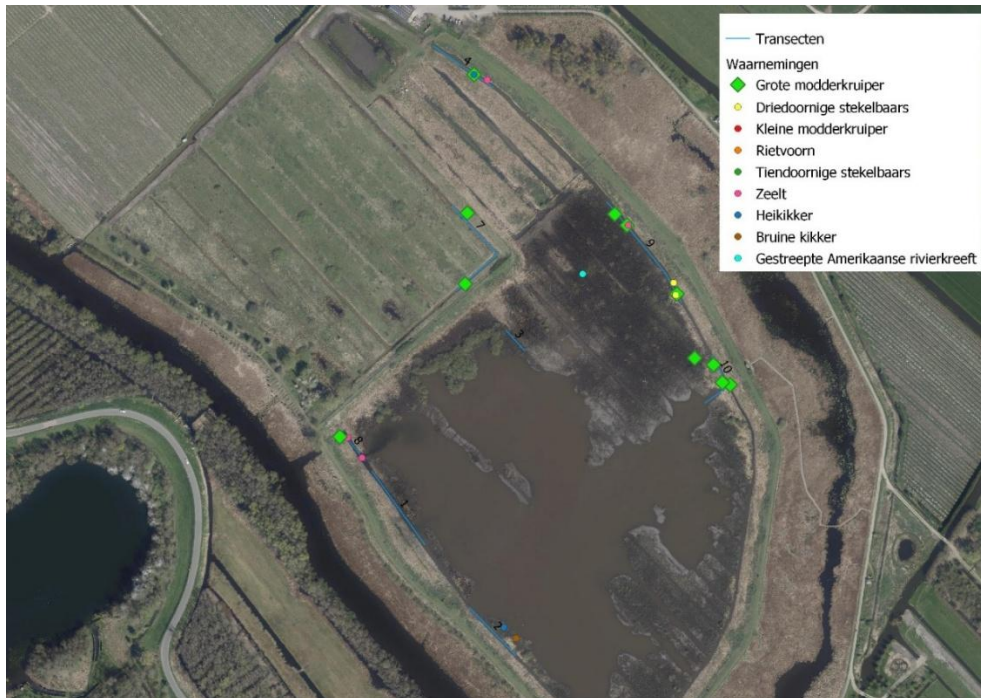 Transecten
Waarnemingen
Grote modderkruiper
Driedoornige stekelbaars
Kleine modderkruiper
Rietvoorn
Tiendoornige stekelbaars
Zeelt
Heikikker
Bruine kikker
Gestreepte Amerikaanse rivierkreeft
4
7
9
3
10
8
1
2